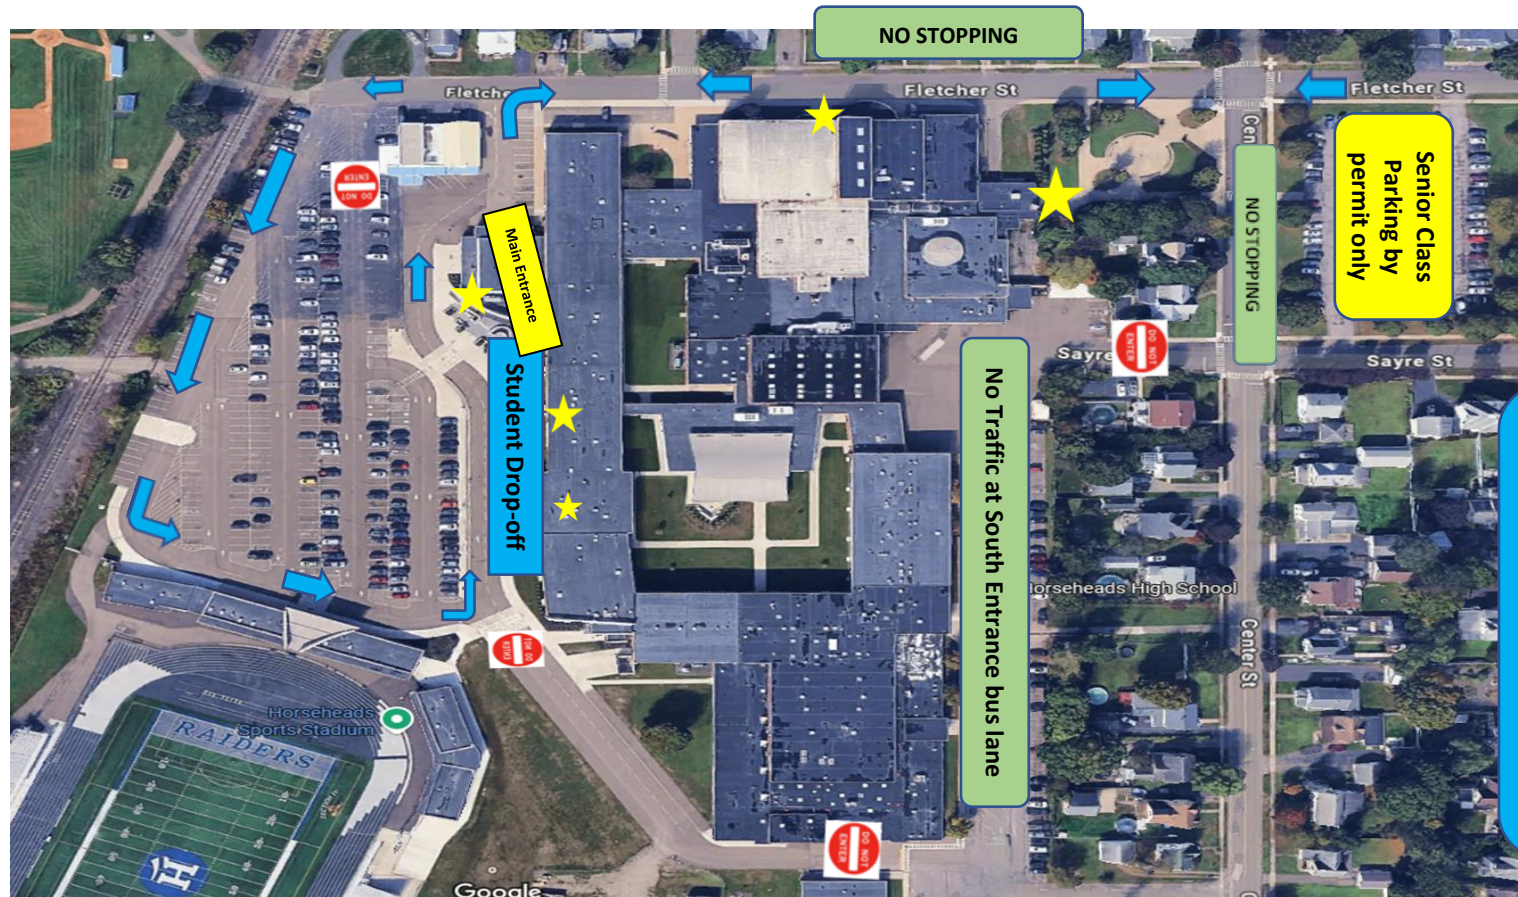 NO STOPPING
Fletche
Fletcher St
Fletcher St
Cen
Senior Class
Parking by
permit only
DO NOT
ENTER
Main Entrance
NO STOPPING
DO NOT
ENTER
Sayre
Sayre St
Student Drop-off
No Traffic at South Entrance bus lane
Horseheads High School
Center St
DO NOT
ENTER
Horseheads
Sports Stadium
RAIDERS
H
DO NOT
ENTER
Google